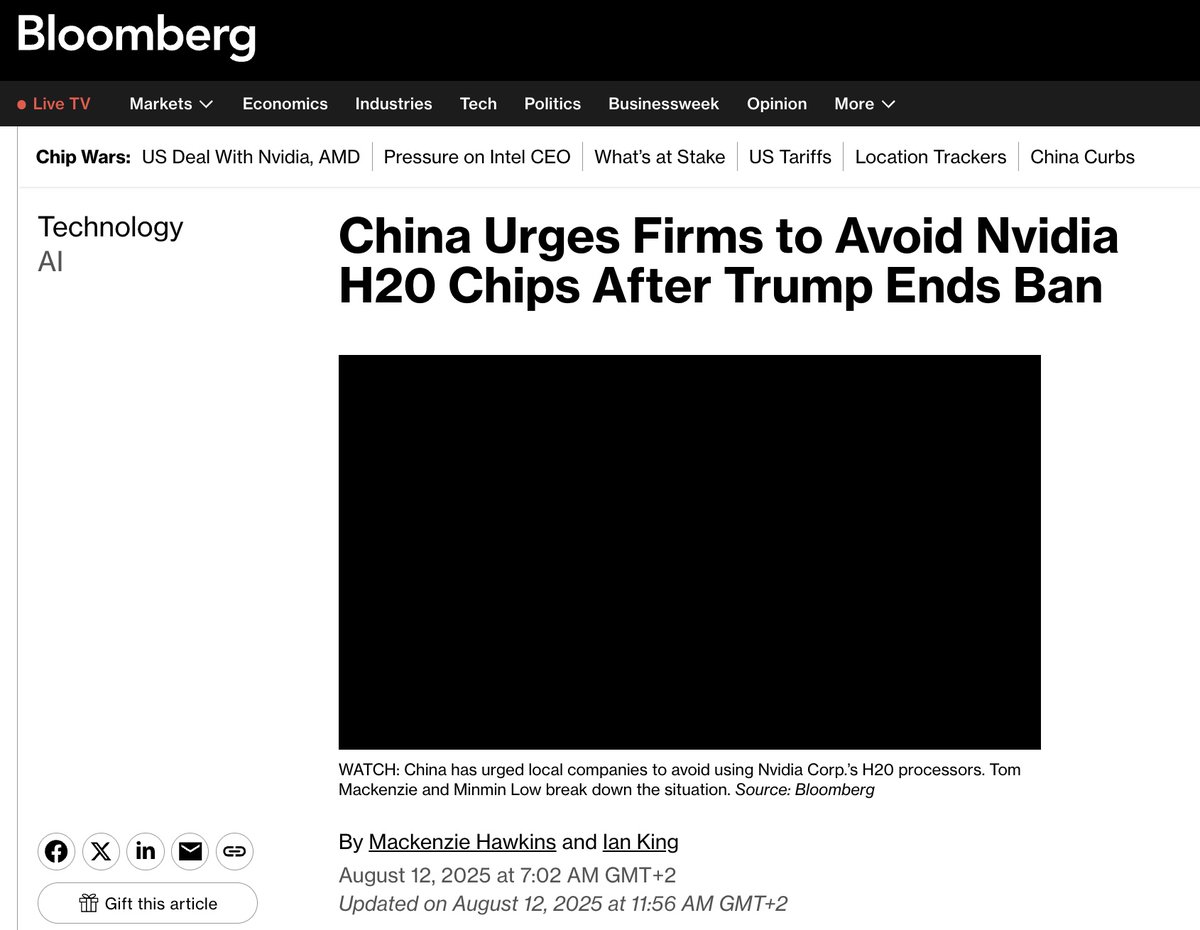 Bloomberg
Live TV Markets Economics Industries Tech Politics Businessweek Opinion More
Chip Wars: US Deal With Nvidia, AMD Pressure on Intel CEO What's at Stake US Tariffs Location Trackers China Curbs
Technology
AI
China Urges Firms to Avoid Nvidia
H20 Chips After Trump Ends Ban
WATCH: China has urged local companies to avoid using Nvidia Corp.'s H20 processors. Tom
Mackenzie and Minmin Low break down the situation. Source: Bloomberg
By Mackenzie Hawkins and Ian King
August 12, 2025 at 7:02 AM GMT+2
Updated on August 12, 2025 at 11:56 AM GMT+2
Gift this article